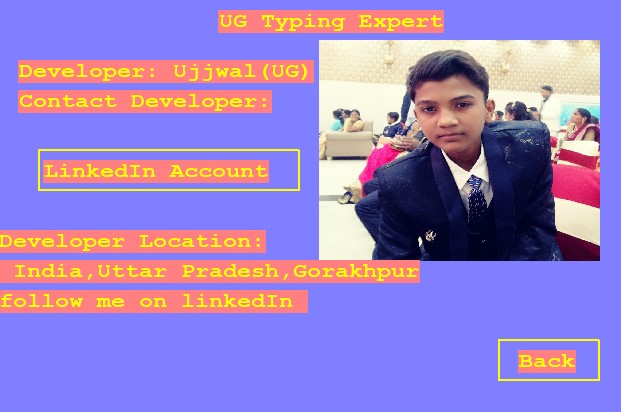 UG Typing Expert
Developer: Ujjwal(UG)
Contact Developer:
LinkedIn Account
Developer Location:
India,Uttar Pradesh,Gorakhpur
follow me on linkedIn
Back